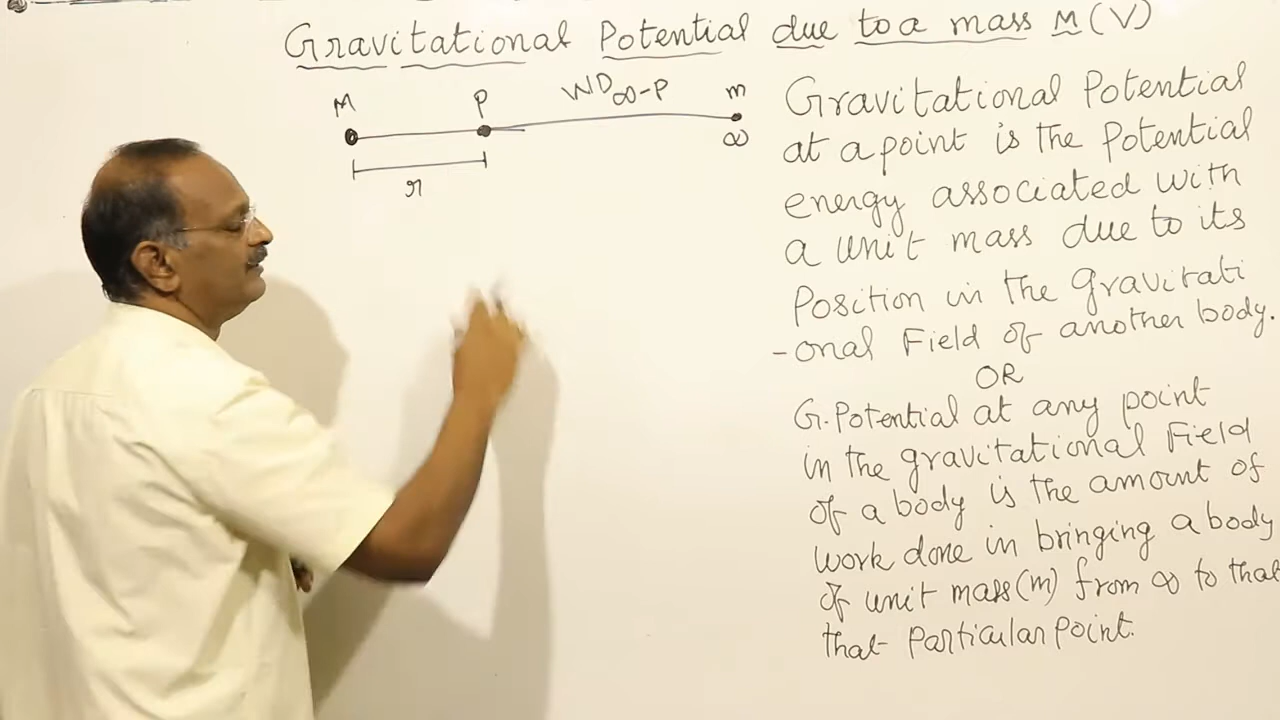 Gravitational Potential due to a mass M (V)
M P WD∞-P m
∞
r
Gravitational Potential
at a point is the Potential
energy associated with
a unit mass due to its
Position in the gravitati
-onal Field of another body.
OR
G. Potential at any point
in the gravitational Field
of a body is the amount of
work done in bringing a body
of unit mass (m) from ∞ to that
that Particular point.